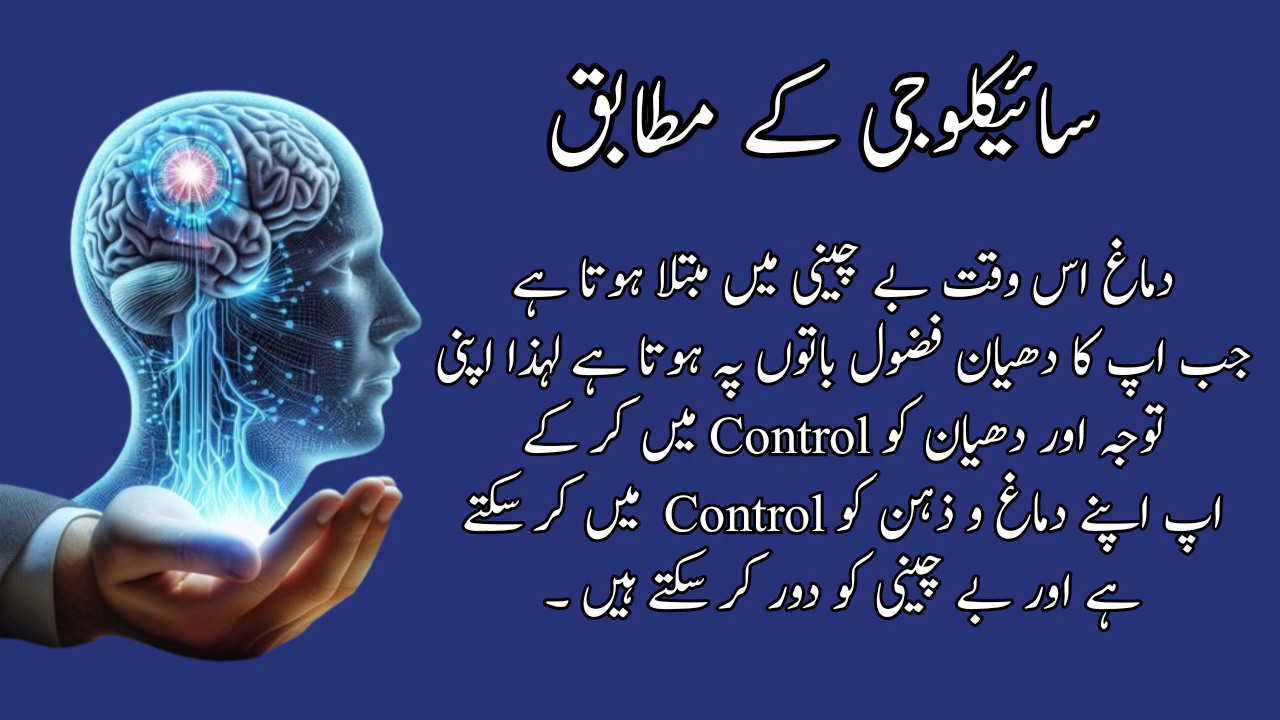 سائیکلوجی کے مطابق
دماغ اس وقت بے چینی میں مبتلا ہوتا ہے
جب اپ کا دھیان فضول باتوں پہ ہوتا ہے لہذا اپنی
توجہ اور دھیان کو Control میں کر کے
اپ اپنے دماغ و ذہن کو Control میں کر سکتے
ہے اور بے چینی کو دور کر سکتے ہیں ۔